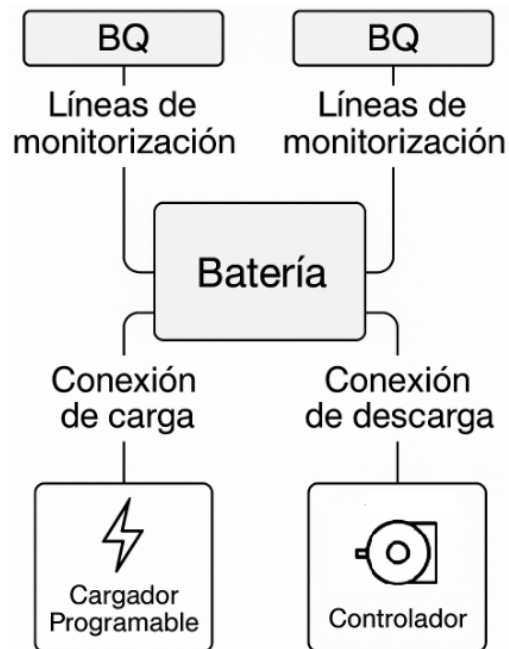 BQ
BQ
Líneas de
monitorización
Líneas de
monitorización
Batería
Conexión
de carga
Conexión
de descarga
Cargador
Programable
Controlador